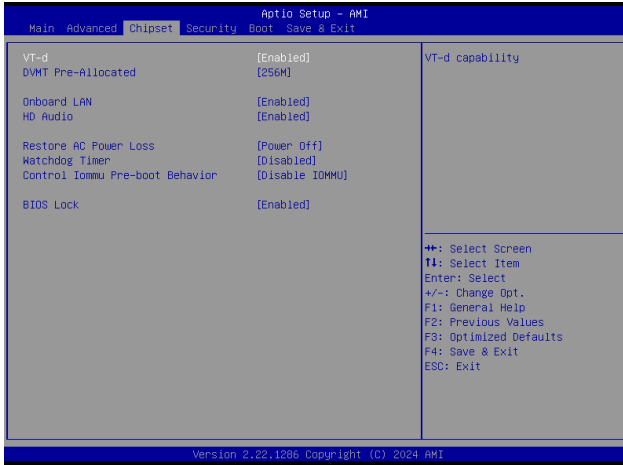 Aptio Setup - AMI
Main Advanced Chipset Security Boot Save & Exit
VT-d [Enabled] VT-d capability
DVMT Pre-Allocated [256M]
Onboard LAN [Enabled]
HD Audio [Enabled]
Restore AC Power Loss [Power Off]
Watchdog Timer [Disabled]
Control Iommu Pre-boot Behavior [Disable IOMMU]
BIOS Lock [Enabled]
→←: Select Screen
↑↓: Select Item
Enter: Select
+/-: Change Opt.
F1: General Help
F2: Previous Values
F3: Optimized Defaults
F4: Save & Exit
ESC: Exit
Version 2.22.1286 Copyright (C) 2024 AMI